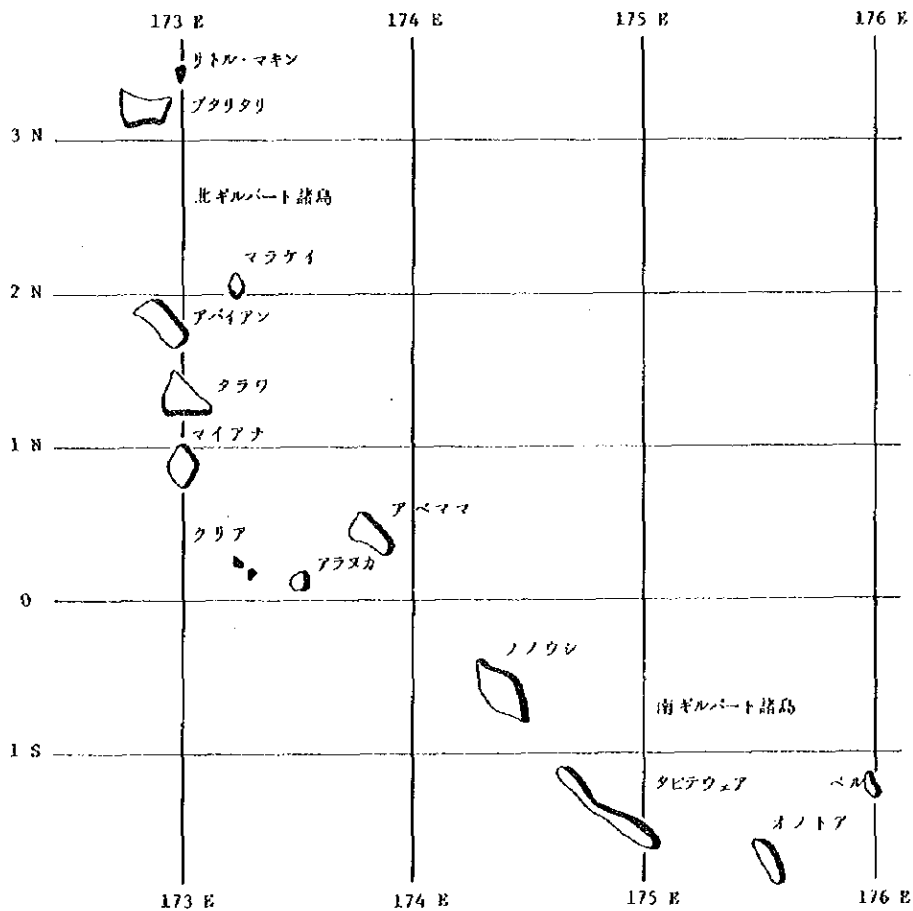 173 E 174 E 175 E 176 E
リトル・マキン
ブタリタリ
3 N
北ギルバート諸島
マラケイ
2 N
アバイアン
タラワ
マイアナ
1 N
アベママ
クリア
アラヌカ
0
ノノウシ
南ギルバート諸島
1 S
タビテウェア
ベル
オノトア
173 E 174 E 175 E 176 E